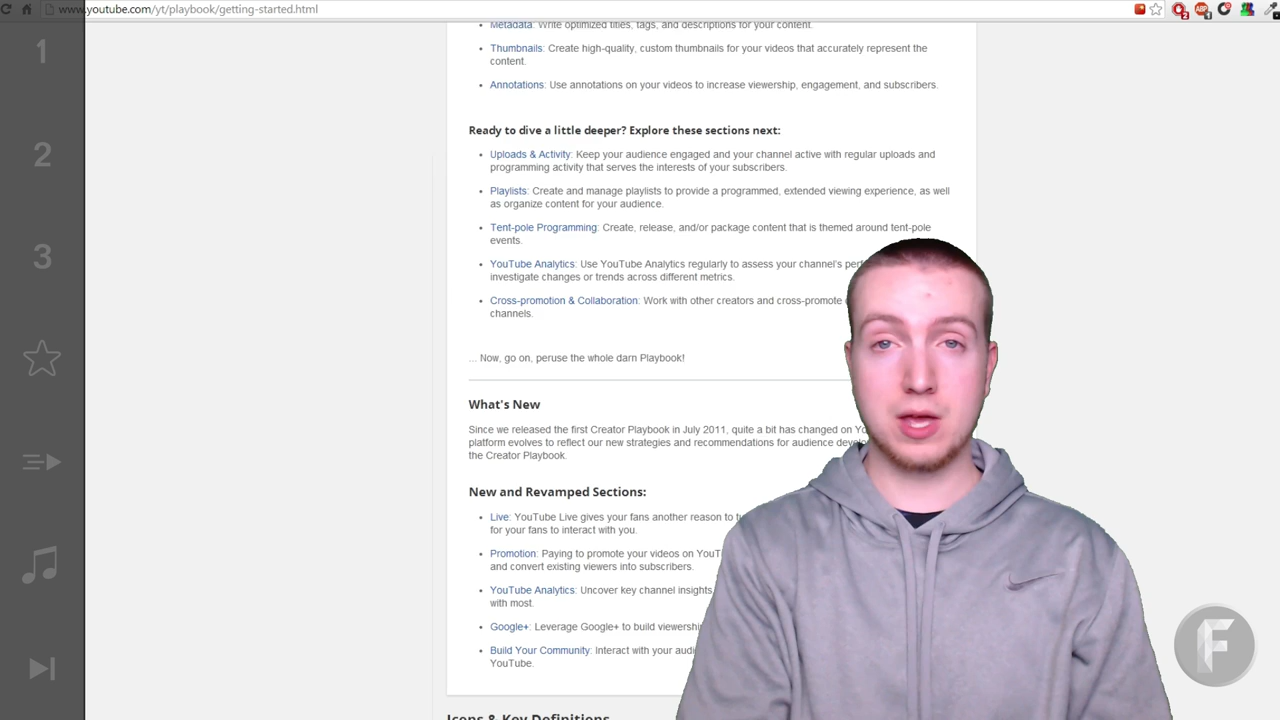 www.youtube.com/yt/playbook/getting-started.html
1
2
3
Metadata: Write optimized titles, tags, and descriptions for your content.
Thumbnails: Create high-quality, custom thumbnails for your videos that accurately represent the
content.
Annotations: Use annotations on your videos to increase viewership, engagement, and subscribers.
Ready to dive a little deeper? Explore these sections next:
Uploads & Activity: Keep your audience engaged and your channel active with regular uploads and
programming activity that serves the interests of your subscribers.
Playlists: Create and manage playlists to provide a programmed, extended viewing experience, as well
as organize content for your audience.
Tent-pole Programming: Create, release, and/or package content that is themed around tent-pole
events.
YouTube Analytics: Use YouTube Analytics regularly to assess your channel's
investigate changes or trends across different metrics.
Cross-promotion & Collaboration: Work with other creators and cross-promote
channels.
... Now, go on, peruse the whole darn Playbook!
What's New
Since we released the first Creator Playbook in July 2011, quite a bit has changed on
platform evolves to reflect our new strategies and recommendations for audience
the Creator Playbook.
New and Revamped Sections:
Live: YouTube Live gives your fans another reason to
for your fans to interact with you.
Promotion: Paying to promote your videos on
and convert existing viewers into subscribers.
YouTube Analytics: Uncover key channel insights
with most.
Google+: Leverage Google+ to build
Build Your Community: Interact with your
YouTube.
Icons & Key Definitions
F